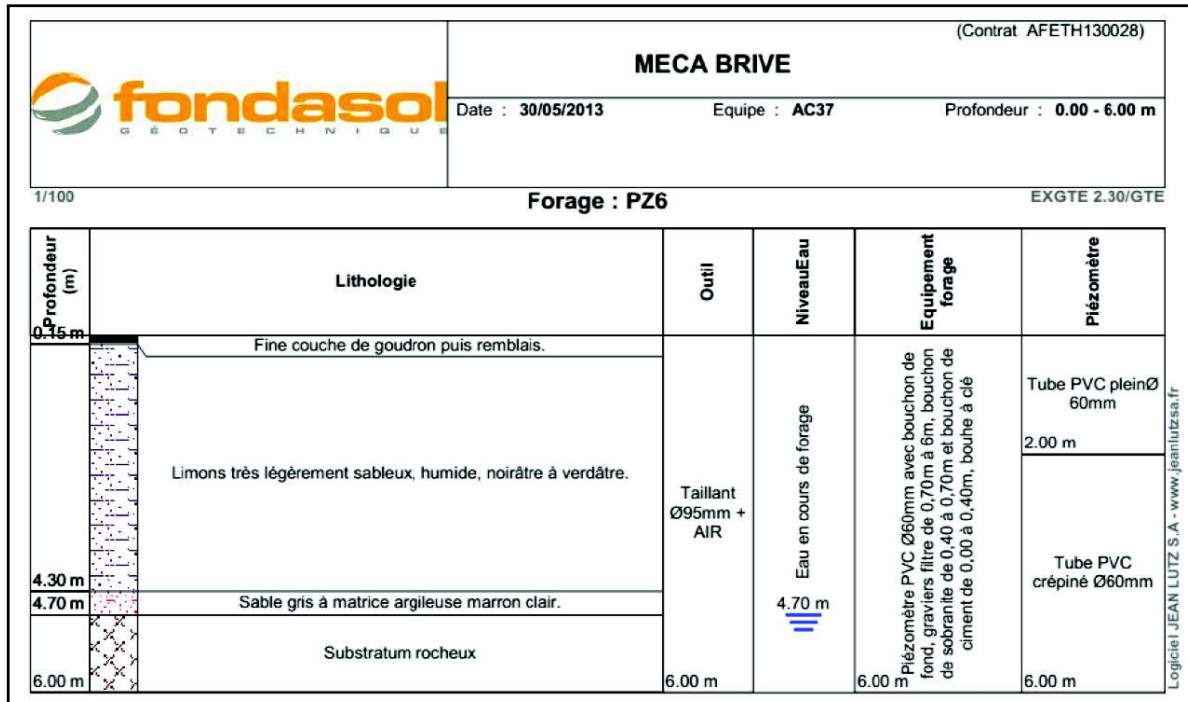 (Contrat AFETH130028)
fondasol
GÉOTECHNIQUE
MECA BRIVE
Date : 30/05/2013 Equipe : AC37 Profondeur : 0.00 - 6.00 m
1/100
Forage : PZ6
EXGTE 2.30/GTE
Profondeur
(m)
Lithologie
Outil
NiveauEau
Equipement
forage
Piézomètre
0.15 m
Fine couche de goudron puis remblais.
Limons très légèrement sableux, humide, noirâtre à verdâtre.
4.30 m
Sable gris à matrice argileuse marron clair.
4.70 m
Substratum rocheux
6.00 m
Taillant
Ø95mm +
AIR
6.00 m
Eau en cours de forage
4.70 m
Piézomètre PVC Ø60mm avec bouchon de
fond, graviers filtre de 0,70m à 6m, bouchon
de sobranite de 0,40 à 0,70m et bouchon de
ciment de 0,00 à 0,40m, bouhe à clé
6.00 m
Tube PVC pleinØ
60mm
2.00 m
Tube PVC
crépiné Ø60mm
6.00 m
Logiciel JEAN LUTZ S.A - www.jeanlutzsa.fr